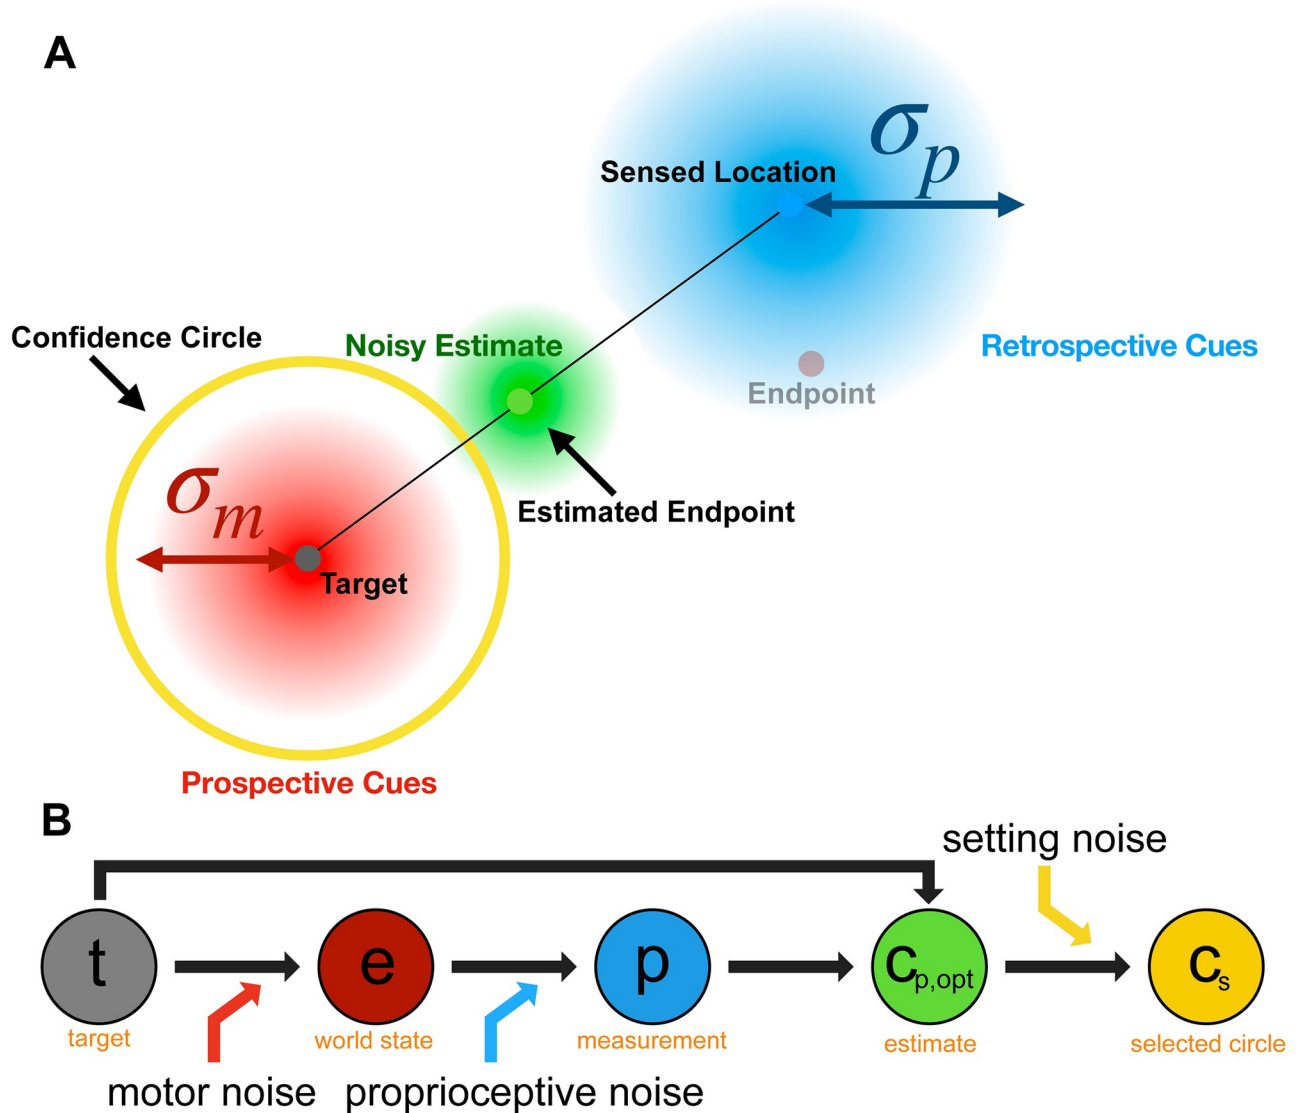 A
σp
Sensed Location
Confidence Circle
Noisy Estimate
Retrospective Cues
Endpoint
σm
Estimated Endpoint
Target
Prospective Cues
B
setting noise
t
e
p
cp,opt
cs
target
world state
measurement
estimate
selected circle
motor noise
proprioceptive noise